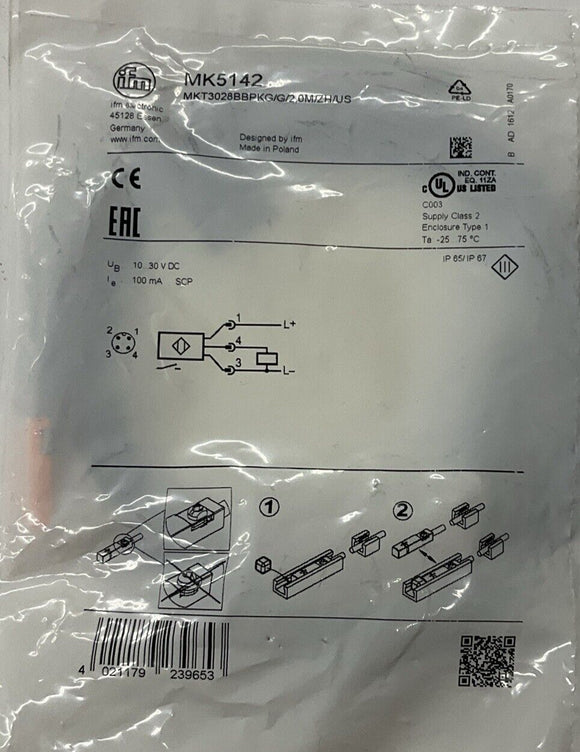 ifm
MK5142
MKT3028BBPKG/G/2,0M/ZH/US
ifm electronic
45128 Essen
Germany
www.ifm.com
Designed by ifm
Made in Poland
04
PE-LD
B AD 1612 A0170
CE
EAC
C UL US LISTED
IND. CONT.
EQ. 11ZA
C003
Supply Class 2
Enclosure Type 1
Ta -25 75 °C
IP 65/ IP 67
III
UB 10 30 V DC
Ie 100 mA SCP
2 1
3 4
1 L+
4
3 L-
1
2
4 021179 239653